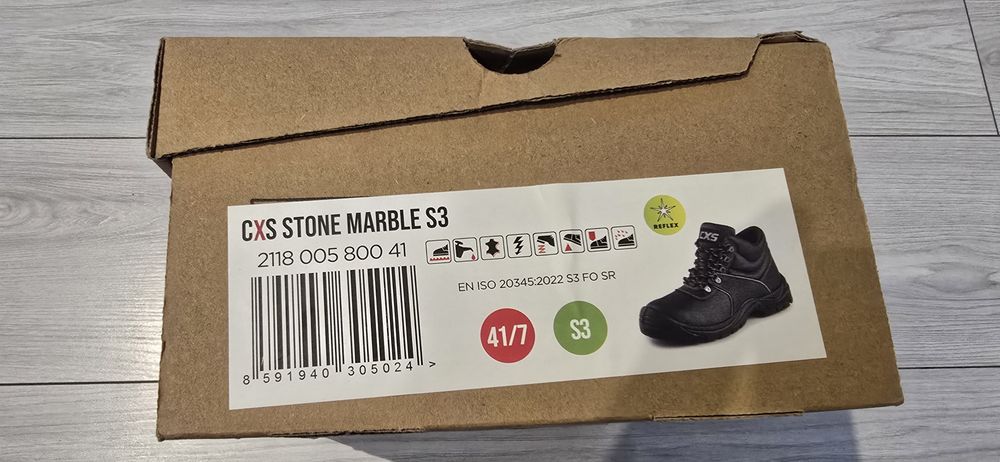 CXS STONE MARBLE S3
2118 005 800 41
8 591940 305024 >
EN ISO 20345:2022 S3 FO SR
41/7
S3
REFLEX
CXS